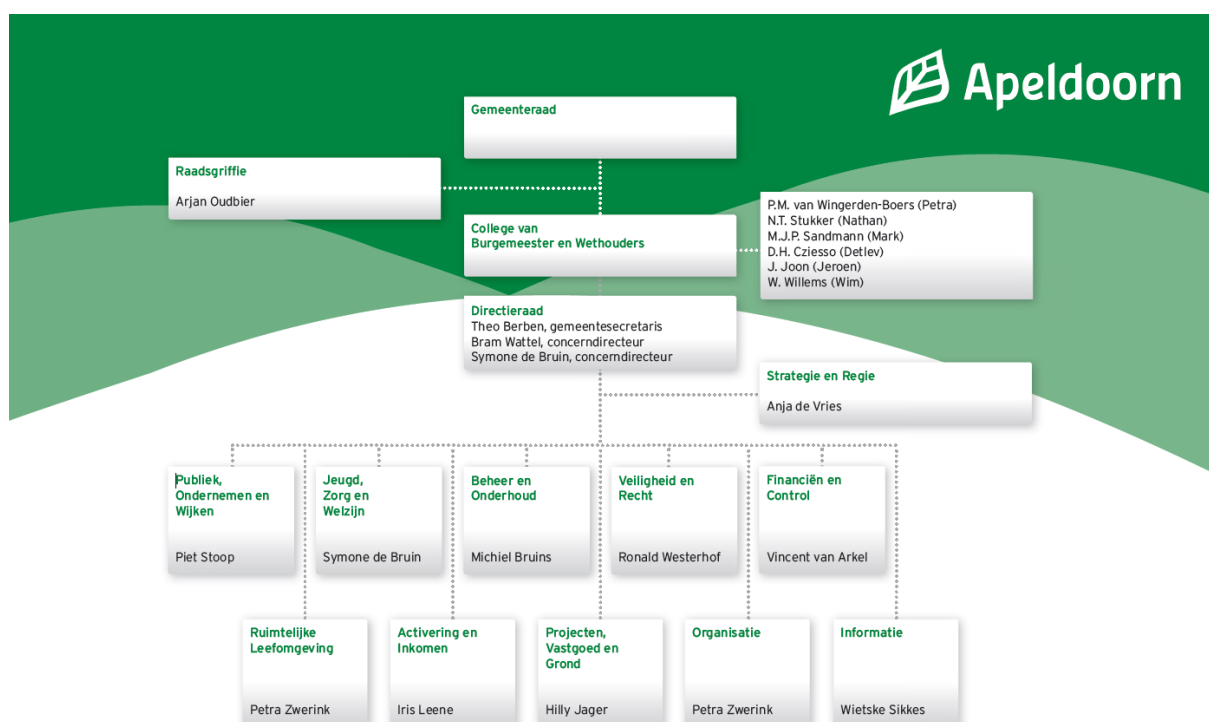 Apeldoorn
Gemeenteraad
Raadsgriffie
Arjan Oudbier
College van
Burgemeester en Wethouders
P.M. van Wingerden-Boers (Petra)
N.T. Stukker (Nathan)
M.J.P. Sandmann (Mark)
D.H. Cziesso (Detlev)
J. Joon (Jeroen)
W. Willems (Wim)
Directieraad
Theo Berben, gemeentesecretaris
Bram Wattel, concerndirecteur
Symone de Bruin, concerndirecteur
Strategie en Regie
Anja de Vries
Publiek,
Ondernemen en
Wijken
Piet Stoop
Jeugd,
Zorg en
Welzijn
Symone de Bruin
Beheer en
Onderhoud
Michiel Bruins
Veiligheid en
Recht
Ronald Westerhof
Financiën en
Control
Vincent van Arkel
Ruimtelijke
Leefomgeving
Petra Zwerink
Activering en
Inkomen
Iris Leene
Projecten,
Vastgoed en
Grond
Hilly Jager
Organisatie
Petra Zwerink
Informatie
Wietske Sikkes